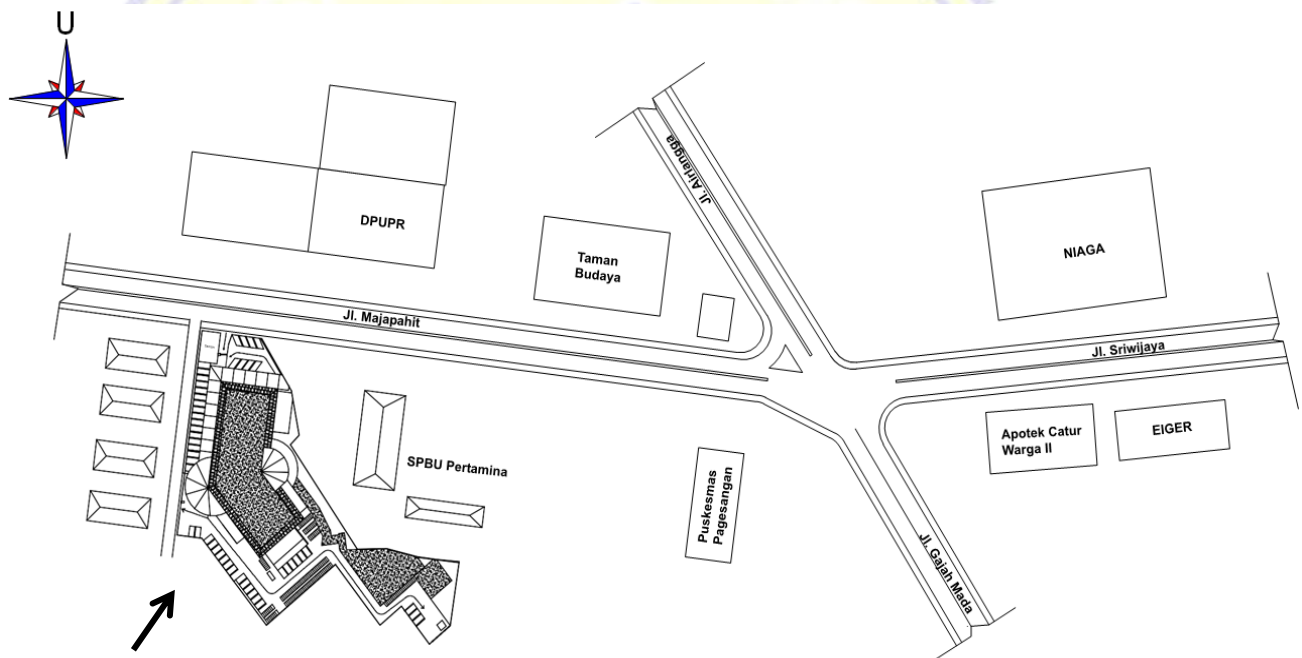 U
Jl. Airlangga
DPUPR
Taman
Budaya
NIAGA
Jl. Majapahit
Jl. Sriwijaya
Apotek Catur
Warga II
EIGER
SPBU Pertamina
Puskesmas
Pagesangan
Jl. Gajah Mada